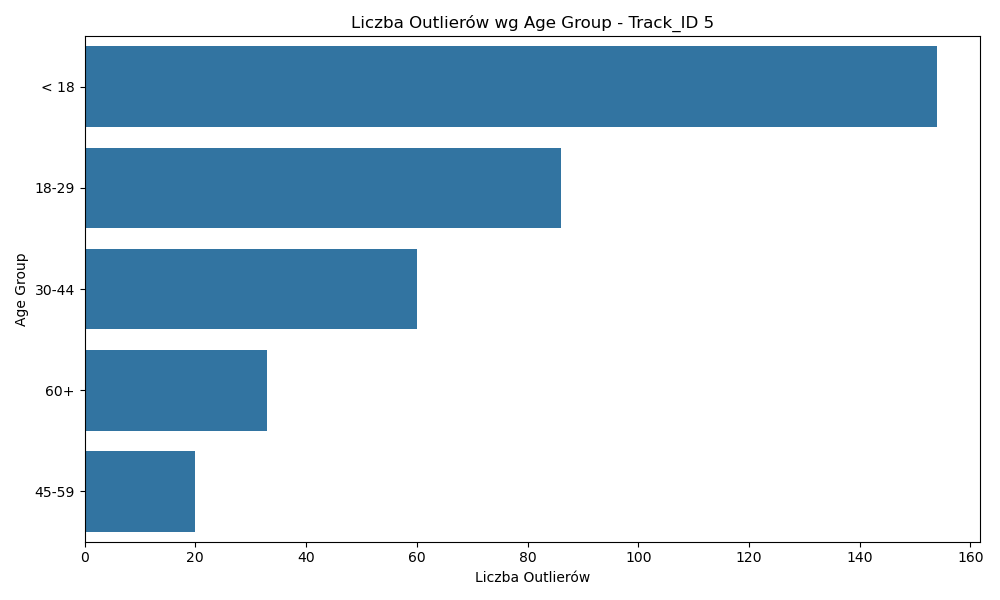 Liczba Outlierów wg Age Group - Track_ID 5
Age Group
< 18
18-29
30-44
60+
45-59
0 20 40 60 80 100 120 140 160
Liczba Outlierów